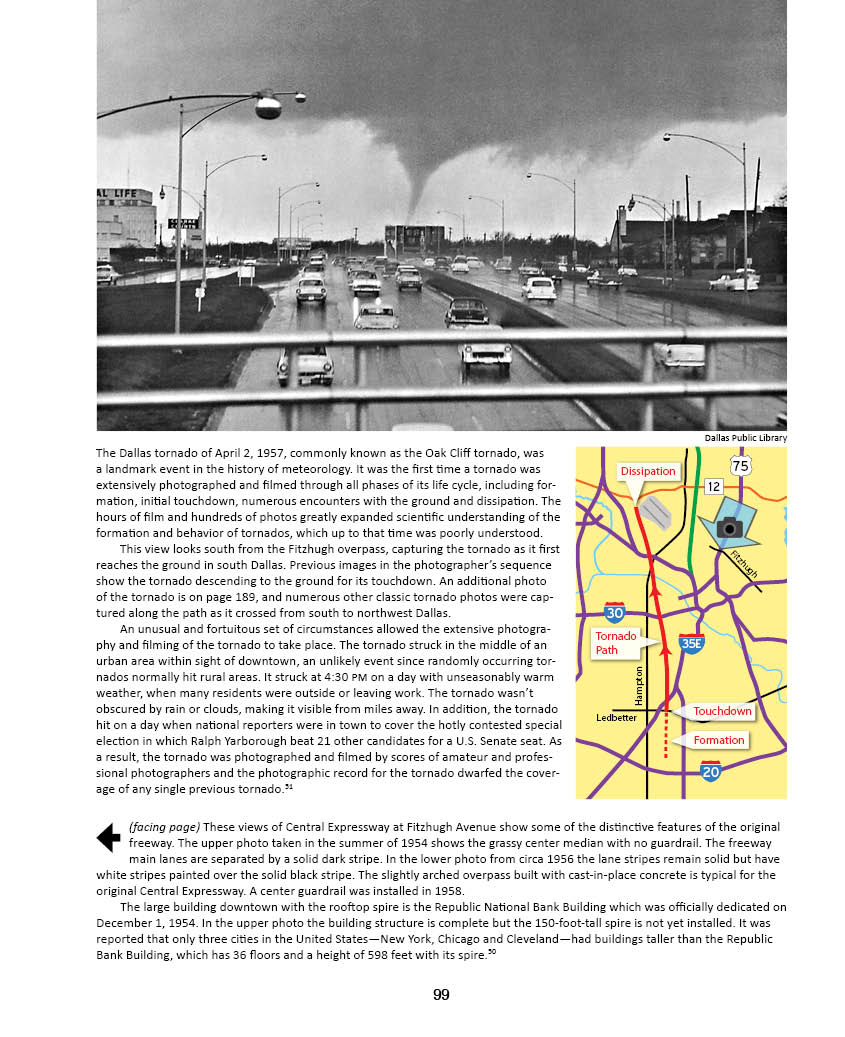 AL LIFE
Dallas Public Library
The Dallas tornado of April 2, 1957, commonly known as the Oak Cliff tornado, was
a landmark event in the history of meteorology. It was the first time a tornado was
extensively photographed and filmed through all phases of its life cycle, including for-
mation, initial touchdown, numerous encounters with the ground and dissipation. The
hours of film and hundreds of photos greatly expanded scientific understanding of the
formation and behavior of tornados, which up to that time was poorly understood.
This view looks south from the Fitzhugh overpass, capturing the tornado as it first
reaches the ground in south Dallas. Previous images in the photographer's sequence
show the tornado descending to the ground for its touchdown. An additional photo
of the tornado is on page 189, and numerous other classic tornado photos were cap-
tured along the path as it crossed from south to northwest Dallas.
An unusual and fortuitous set of circumstances allowed the extensive photogra-
phy and filming of the tornado to take place. The tornado struck in the middle of an
urban area within sight of downtown, an unlikely event since randomly occurring tor-
nados normally hit rural areas. It struck at 4:30 PM on a day with unseasonably warm
weather, when many residents were outside or leaving work. The tornado wasn't
obscured by rain or clouds, making it visible from miles away. In addition, the tornado
hit on a day when national reporters were in town to cover the hotly contested special
election in which Ralph Yarborough beat 21 other candidates for a U.S. Senate seat. As
a result, the tornado was photographed and filmed by scores of amateur and profes-
sional photographers and the photographic record for the tornado dwarfed the cover-
age of any single previous tornado.³¹
Dissipation
75
12
Fitzhugh
30
Tornado
Path
35E
Hampton
Ledbetter
Touchdown
Formation
20
(facing page) These views of Central Expressway at Fitzhugh Avenue show some of the distinctive features of the original
freeway. The upper photo taken in the summer of 1954 shows the grassy center median with no guardrail. The freeway
main lanes are separated by a solid dark stripe. In the lower photo from circa 1956 the lane stripes remain solid but have
white stripes painted over the solid black stripe. The slightly arched overpass built with cast-in-place concrete is typical for the
original Central Expressway. A center guardrail was installed in 1958.
The large building downtown with the rooftop spire is the Republic National Bank Building which was officially dedicated on
December 1, 1954. In the upper photo the building structure is complete but the 150-foot-tall spire is not yet installed. It was
reported that only three cities in the United States—New York, Chicago and Cleveland—had buildings taller than the Republic
Bank Building, which has 36 floors and a height of 598 feet with its spire.³⁰
99